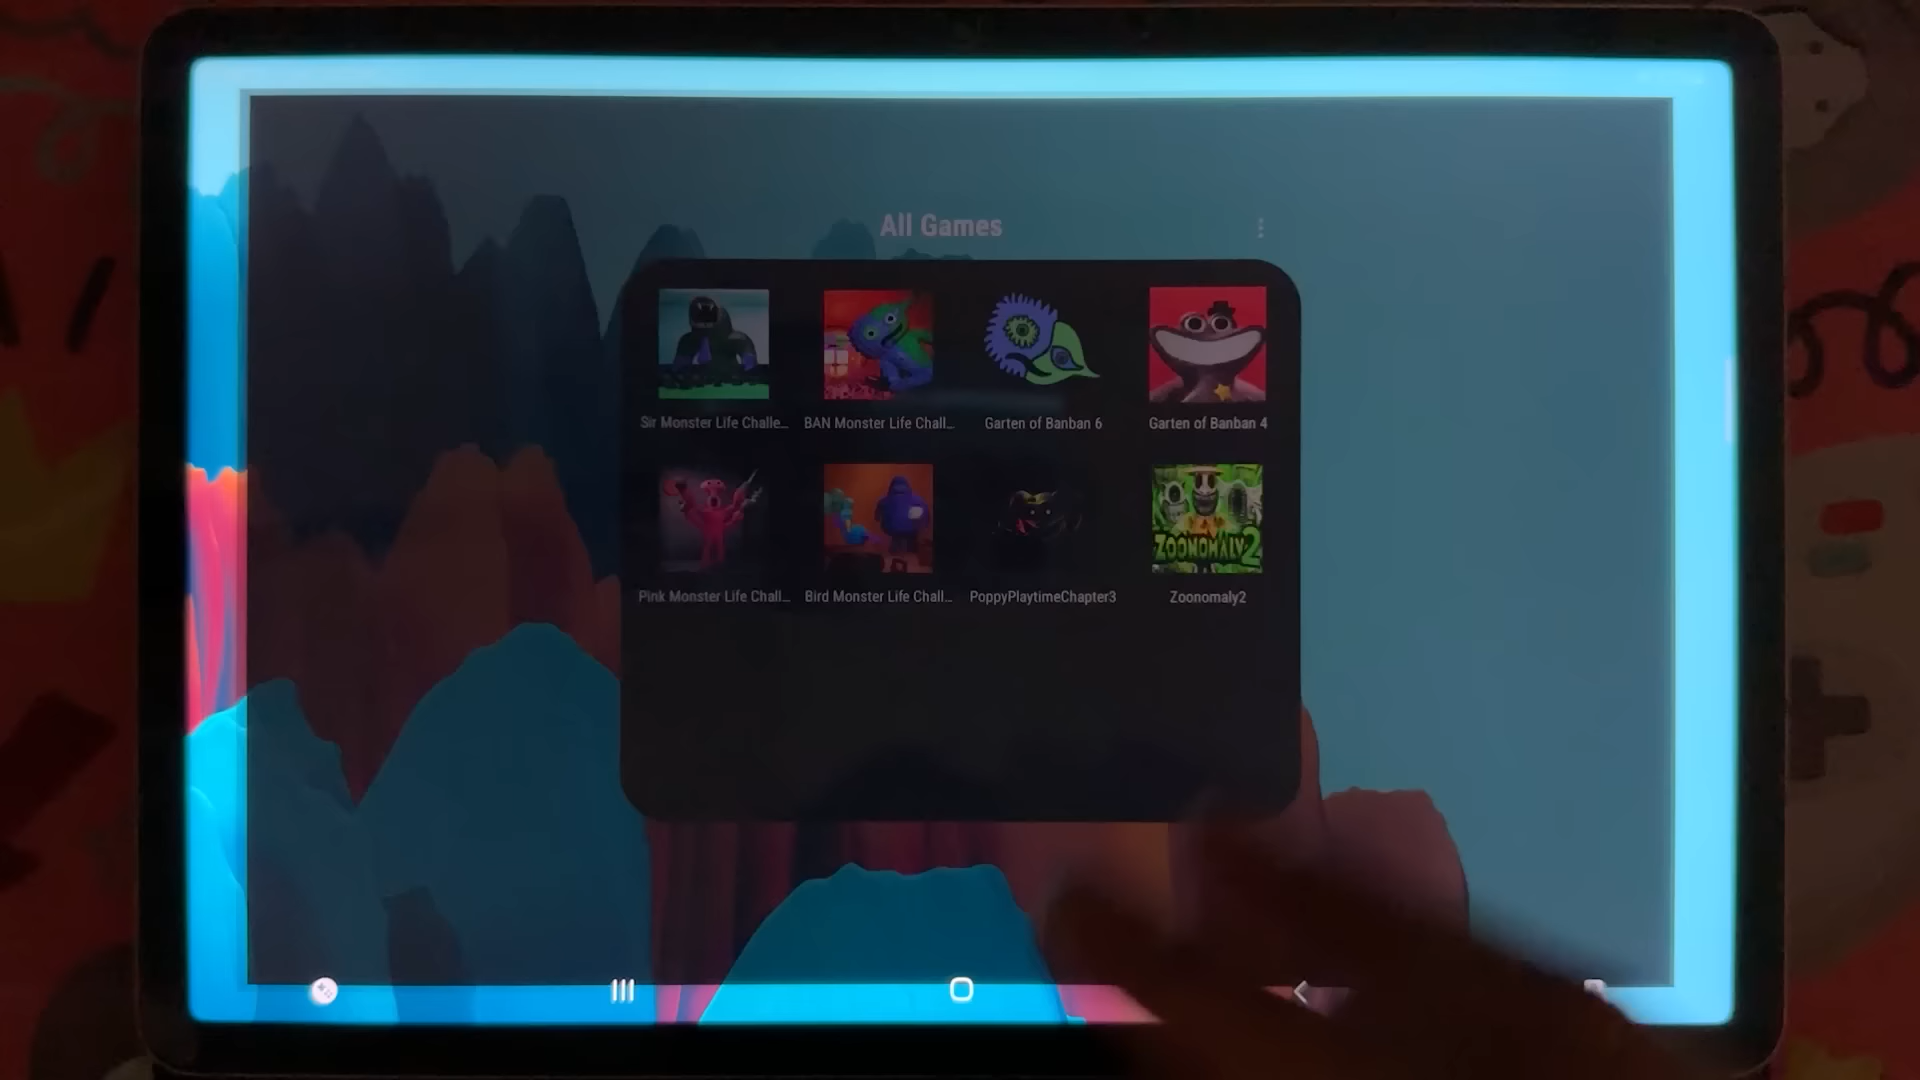 All Games
Sir Monster Life Challe...
BAN Monster Life Chall...
Garten of Banban 6
Garten of Banban 4
ZOONOMALY2
Pink Monster Life Chall...
Bird Monster Life Chall...
PoppyPlaytimeChapter3
Zoonomaly2